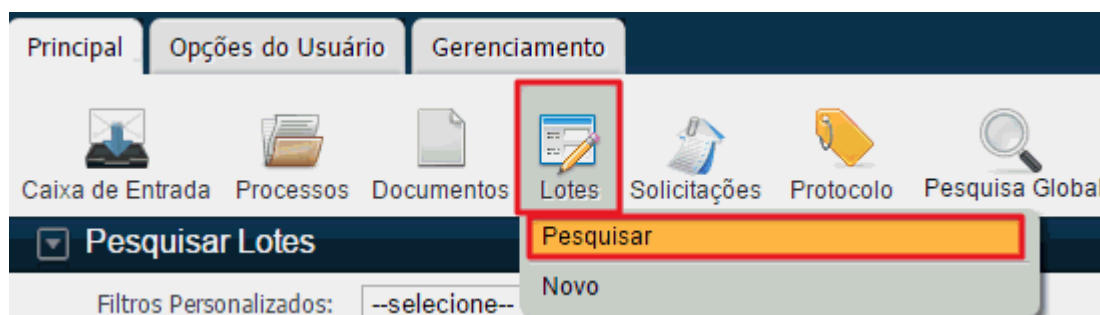 Principal Opções do Usuário Gerenciamento
Caixa de Entrada Processos Documentos Lotes Solicitações Protocolo Pesquisa Global
Pesquisar Lotes
Pesquisar
Novo
Filtros Personalizados: --selecione--